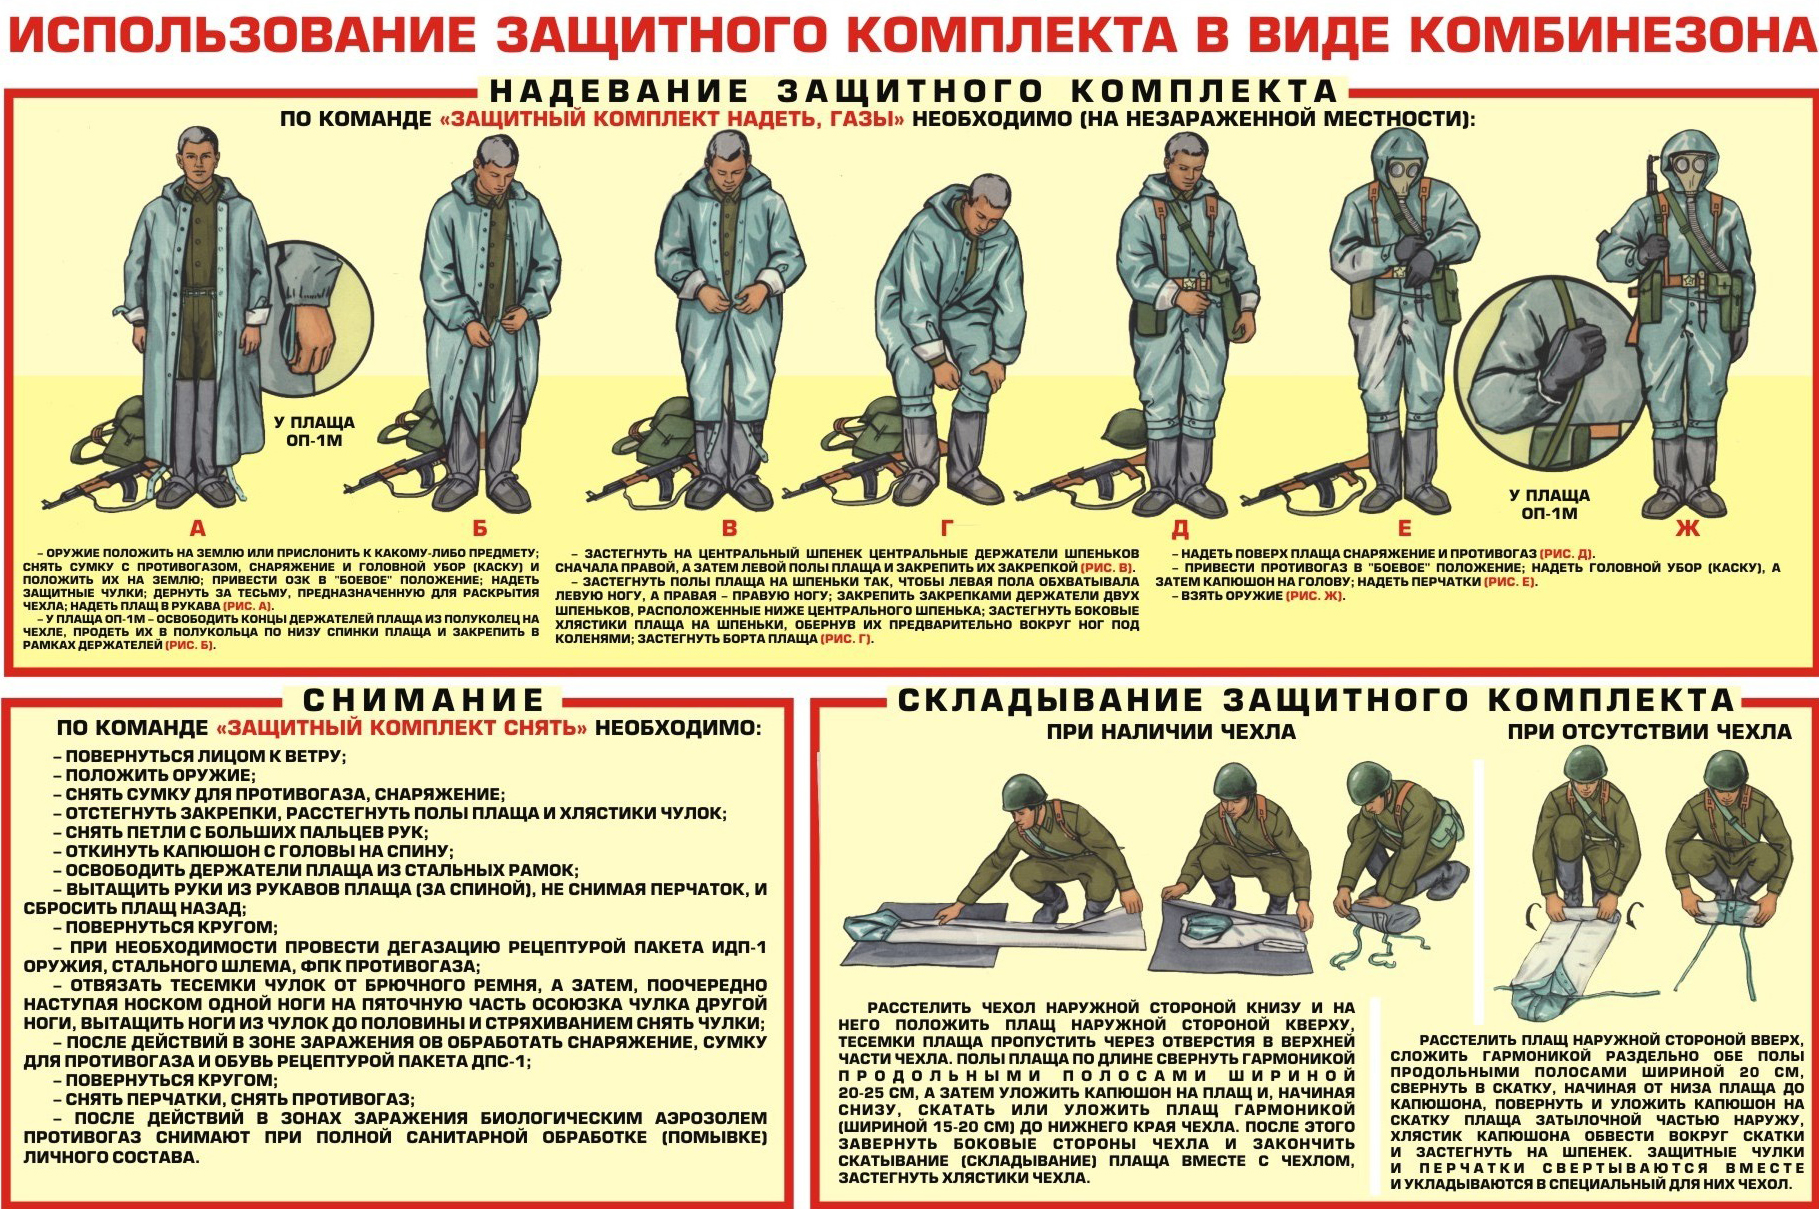 ИСПОЛЬЗОВАНИЕ ЗАЩИТНОГО КОМПЛЕКТА В ВИДЕ КОМБИНЕЗОНА
НАДЕВАНИЕ ЗАЩИТНОГО КОМПЛЕКТА
ПО КОМАНДЕ «ЗАЩИТНЫЙ КОМПЛЕКТ НАДЕТЬ, ГАЗЫ» НЕОБХОДИМО (НА НЕЗАРАЖЕННОЙ МЕСТНОСТИ):
У ПЛАЩА
ОП-1М
У ПЛАЩА
ОП-1М
А
Б
В
Г
Д
Е
Ж
– ОРУЖИЕ ПОЛОЖИТЬ НА ЗЕМЛЮ ИЛИ ПРИСЛОНИТЬ К КАКОМУ-ЛИБО ПРЕДМЕТУ;
СНЯТЬ СУМКУ С ПРОТИВОГАЗОМ, СНАРЯЖЕНИЕ И ГОЛОВНОЙ УБОР (КАСКУ) И
ПОЛОЖИТЬ ИХ НА ЗЕМЛЮ; ПРИВЕСТИ ОЗК В "БОЕВОЕ" ПОЛОЖЕНИЕ; НАДЕТЬ
ЗАЩИТНЫЕ ЧУЛКИ; ДЕРНУТЬ ЗА ТЕСЬМУ, ПРЕДНАЗНАЧЕННУЮ ДЛЯ РАСКРЫТИЯ
ЧЕХЛА; НАДЕТЬ ПЛАЩ В РУКАВА (РИС. А).
– У ПЛАЩА ОП-1М – ОСВОБОДИТЬ КОНЦЫ ДЕРЖАТЕЛЕЙ ПЛАЩА ИЗ ПОЛУКОЛЕЦ НА
ЧЕХЛЕ, ПРОДЕТЬ ИХ В ПОЛУКОЛЬЦА ПО НИЗУ СПИНКИ ПЛАЩА И ЗАКРЕПИТЬ В
РАМКАХ ДЕРЖАТЕЛЕЙ (РИС. Б).
– ЗАСТЕГНУТЬ НА ЦЕНТРАЛЬНЫЙ ШПЕНЕК ЦЕНТРАЛЬНЫЕ ДЕРЖАТЕЛИ ШПЕНЬКОВ
СНАЧАЛА ПРАВОЙ, А ЗАТЕМ ЛЕВОЙ ПОЛЫ ПЛАЩА И ЗАКРЕПИТЬ ИХ ЗАКРЕПКОЙ (РИС. В).
– ЗАСТЕГНУТЬ ПОЛЫ ПЛАЩА НА ШПЕНЬКИ ТАК, ЧТОБЫ ЛЕВАЯ ПОЛА ОБХВАТЫВАЛА
ЛЕВУЮ НОГУ, А ПРАВАЯ – ПРАВУЮ НОГУ; ЗАКРЕПИТЬ ЗАКРЕПКАМИ ДЕРЖАТЕЛИ ДВУХ
ШПЕНЬКОВ, РАСПОЛОЖЕННЫЕ НИЖЕ ЦЕНТРАЛЬНОГО ШПЕНЬКА; ЗАСТЕГНУТЬ БОКОВЫЕ
ХЛЯСТИКИ ПЛАЩА НА ШПЕНЬКИ, ОБЕРНУВ ИХ ПРЕДВАРИТЕЛЬНО ВОКРУГ НОГ ПОД
КОЛЕНЯМИ; ЗАСТЕГНУТЬ БОРТА ПЛАЩА (РИС. Г).
– НАДЕТЬ ПОВЕРХ ПЛАЩА СНАРЯЖЕНИЕ И ПРОТИВОГАЗ (РИС. Д).
– ПРИВЕСТИ ПРОТИВОГАЗ В "БОЕВОЕ" ПОЛОЖЕНИЕ; НАДЕТЬ ГОЛОВНОЙ УБОР (КАСКУ), А
ЗАТЕМ КАПЮШОН НА ГОЛОВУ; НАДЕТЬ ПЕРЧАТКИ (РИС. Е).
– ВЗЯТЬ ОРУЖИЕ (РИС. Ж).
СНИМАНИЕ
ПО КОМАНДЕ «ЗАЩИТНЫЙ КОМПЛЕКТ СНЯТЬ» НЕОБХОДИМО:
– ПОВЕРНУТЬСЯ ЛИЦОМ К ВЕТРУ;
– ПОЛОЖИТЬ ОРУЖИЕ;
– СНЯТЬ СУМКУ ДЛЯ ПРОТИВОГАЗА, СНАРЯЖЕНИЕ;
– ОТСТЕГНУТЬ ЗАКРЕПКИ, РАССТЕГНУТЬ ПОЛЫ ПЛАЩА И ХЛЯСТИКИ ЧУЛОК;
– СНЯТЬ ПЕТЛИ С БОЛЬШИХ ПАЛЬЦЕВ РУК;
– ОТКИНУТЬ КАПЮШОН С ГОЛОВЫ НА СПИНУ;
– ОСВОБОДИТЬ ДЕРЖАТЕЛИ ПЛАЩА ИЗ СТАЛЬНЫХ РАМОК;
– ВЫТАЩИТЬ РУКИ ИЗ РУКАВОВ ПЛАЩА (ЗА СПИНОЙ), НЕ СНИМАЯ ПЕРЧАТОК, И
СБРОСИТЬ ПЛАЩ НАЗАД;
– ПОВЕРНУТЬСЯ КРУГОМ;
– ПРИ НЕОБХОДИМОСТИ ПРОВЕСТИ ДЕГАЗАЦИЮ РЕЦЕПТУРОЙ ПАКЕТА ИДП-1
ОРУЖИЯ, СТАЛЬНОГО ШЛЕМА, ФПК ПРОТИВОГАЗА;
– ОТВЯЗАТЬ ТЕСЕМКИ ЧУЛОК ОТ БРЮЧНОГО РЕМНЯ, А ЗАТЕМ, ПООЧЕРЕДНО
НАСТУПАЯ НОСКОМ ОДНОЙ НОГИ НА ПЯТОЧНУЮ ЧАСТЬ ОСОЮЗКА ЧУЛКА ДРУГОЙ
НОГИ, ВЫТАЩИТЬ НОГИ ИЗ ЧУЛОК ДО ПОЛОВИНЫ И СТРЯХИВАНИЕМ СНЯТЬ ЧУЛКИ;
– ПОСЛЕ ДЕЙСТВИЙ В ЗОНЕ ЗАРАЖЕНИЯ ОВ ОБРАБОТАТЬ СНАРЯЖЕНИЕ, СУМКУ
ДЛЯ ПРОТИВОГАЗА И ОБУВЬ РЕЦЕПТУРОЙ ПАКЕТА ДПС-1;
– ПОВЕРНУТЬСЯ КРУГОМ;
– СНЯТЬ ПЕРЧАТКИ, СНЯТЬ ПРОТИВОГАЗ;
– ПОСЛЕ ДЕЙСТВИЙ В ЗОНАХ ЗАРАЖЕНИЯ БИОЛОГИЧЕСКИМ АЭРОЗОЛЕМ
ПРОТИВОГАЗ СНИМАЮТ ПРИ ПОЛНОЙ САНИТАРНОЙ ОБРАБОТКЕ (ПОМЫВКЕ)
ЛИЧНОГО СОСТАВА.
СКЛАДЫВАНИЕ ЗАЩИТНОГО КОМПЛЕКТА
ПРИ НАЛИЧИИ ЧЕХЛА
РАССТЕЛИТЬ ЧЕХОЛ НАРУЖНОЙ СТОРОНОЙ КНИЗУ И НА
НЕГО ПОЛОЖИТЬ ПЛАЩ НАРУЖНОЙ СТОРОНОЙ КВЕРХУ,
ТЕСЕМКИ ПЛАЩА ПРОПУСТИТЬ ЧЕРЕЗ ОТВЕРСТИЯ В ВЕРХНЕЙ
ЧАСТИ ЧЕХЛА. ПОЛЫ ПЛАЩА ПО ДЛИНЕ СВЕРНУТЬ ГАРМОНИКОЙ
ПРОДОЛЬНЫМИ ПОЛОСАМИ ШИРИНОЙ
20-25 СМ, А ЗАТЕМ УЛОЖИТЬ КАПЮШОН НА ПЛАЩ И, НАЧИНАЯ
СНИЗУ, СКАТАТЬ ИЛИ УЛОЖИТЬ ПЛАЩ ГАРМОНИКОЙ
(ШИРИНОЙ 15-20 СМ) ДО НИЖНЕГО КРАЯ ЧЕХЛА. ПОСЛЕ ЭТОГО
ЗАВЕРНУТЬ БОКОВЫЕ СТОРОНЫ ЧЕХЛА И ЗАКОНЧИТЬ
СКАТЫВАНИЕ (СКЛАДЫВАНИЕ) ПЛАЩА ВМЕСТЕ С ЧЕХЛОМ,
ЗАСТЕГНУТЬ ХЛЯСТИКИ ЧЕХЛА.
ПРИ ОТСУТСТВИИ ЧЕХЛА
РАССТЕЛИТЬ ПЛАЩ НАРУЖНОЙ СТОРОНОЙ ВВЕРХ,
СЛОЖИТЬ ГАРМОНИКОЙ РАЗДЕЛЬНО ОБЕ ПОЛЫ
ПРОДОЛЬНЫМИ ПОЛОСАМИ ШИРИНОЙ 20 СМ,
СВЕРНУТЬ В СКАТКУ, НАЧИНАЯ ОТ НИЗА ПЛАЩА ДО
КАПЮШОНА, ПОВЕРНУТЬ И УЛОЖИТЬ КАПЮШОН НА
СКАТКУ ПЛАЩА ЗАТЫЛОЧНОЙ ЧАСТЬЮ НАРУЖУ,
ХЛЯСТИК КАПЮШОНА ОБВЕСТИ ВОКРУГ СКАТКИ
И ЗАСТЕГНУТЬ НА ШПЕНЕК. ЗАЩИТНЫЕ ЧУЛКИ
И ПЕРЧАТКИ СВЕРТЫВАЮТСЯ ВМЕСТЕ
И УКЛАДЫВАЮТСЯ В СПЕЦИАЛЬНЫЙ ДЛЯ НИХ ЧЕХОЛ.